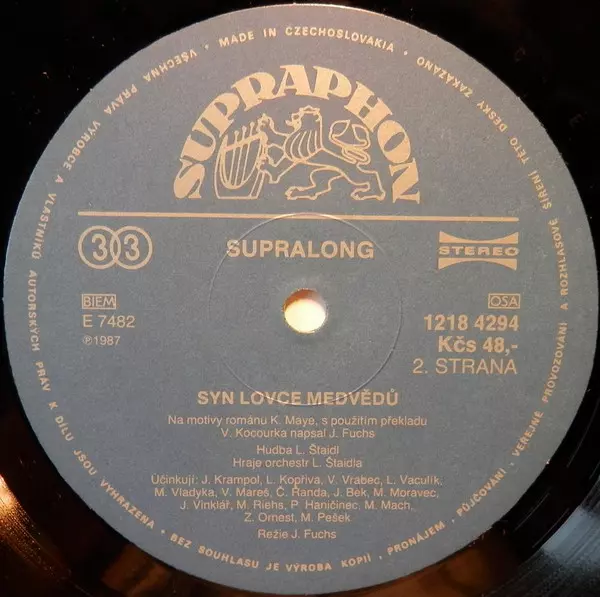 VŠECHNA PRÁVA VÝROBCE A VLASTNÍKŮ AUTORSKÝCH PRÁV K DÍLU JSOU VYHRAZENA • BEZ SOUHLASU JE VÝROBA KOPIÍ, PRONÁJEM, PŮJČOVÁNÍ, VEŘEJNÉ PROVOZOVÁNÍ A ROZHLASOVÉ ŠÍŘENÍ TÉTO DESKY ZAKÁZÁNO • MADE IN CZECHOSLOVAKIA •
SUPRAPHON
33 SUPRALONG STEREO
BIEM OSA
E 7482 1218 4294
℗1987 Kčs 48,-
2. STRANA
SYN LOVCE MEDVĚDŮ
Na motivy románu K. Maye, s použitím překladu
V. Kocourka napsal J. Fuchs
Hudba L. Štaidl
Hraje orchestr L. Štaidla
Účinkují: J. Krampol, L. Kopřiva, V. Vrabec, L. Vaculík,
M. Vladyka, V. Mareš, Č. Řanda, J. Bek, M. Moravec,
J. Vinklář, M. Riehs, P. Haničinec, M. Mach,
Z. Ornest, M. Pešek
Režie J. Fuchs